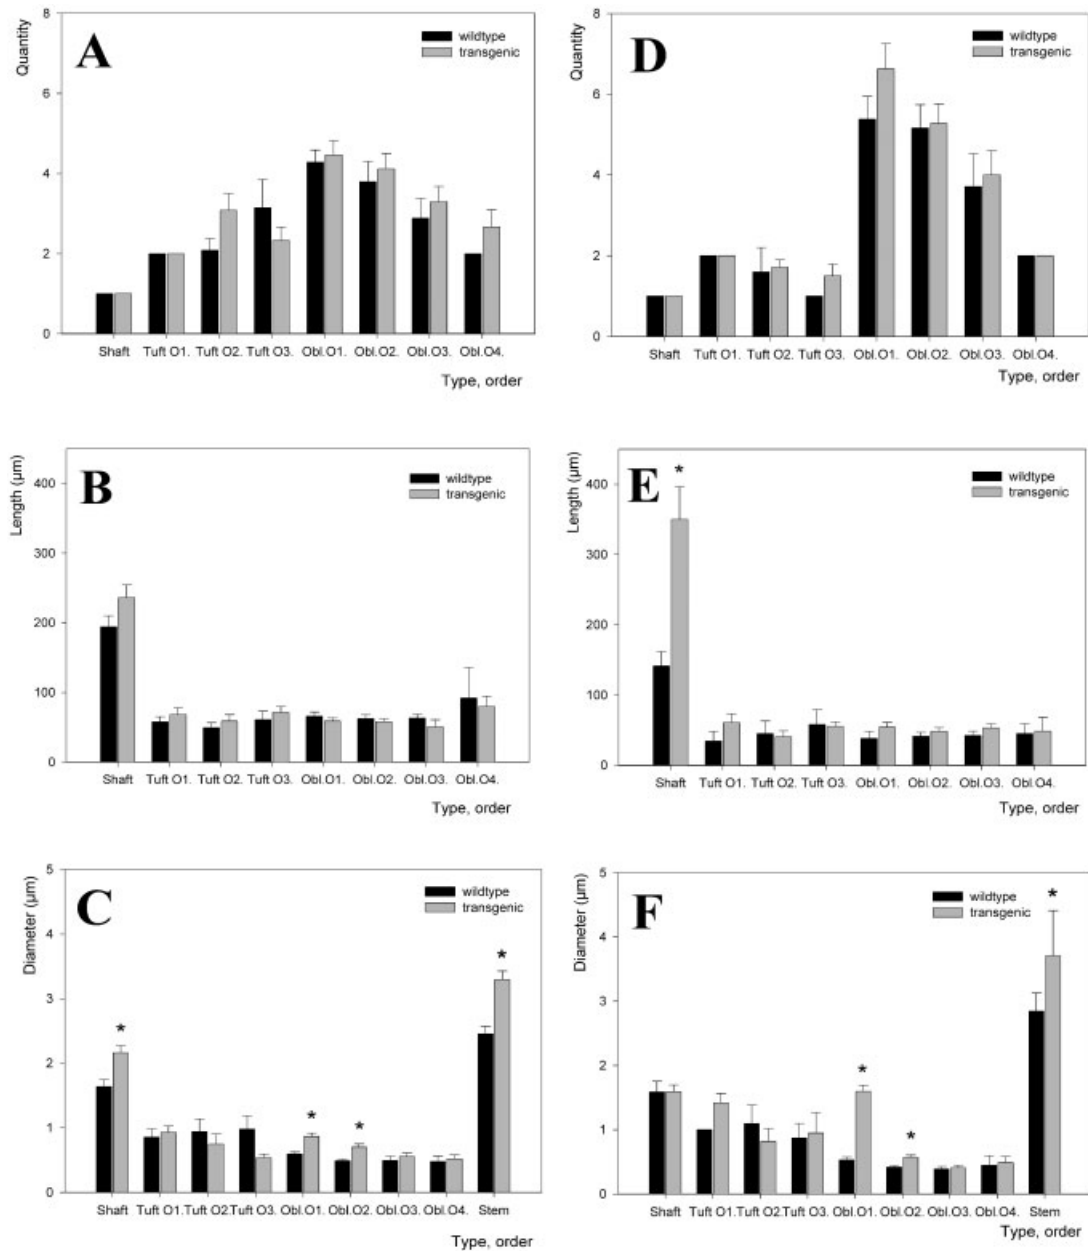 A
Quantity
8
6
4
2
0
wildtype
transgenic
Shaft Tuft O1. Tuft O2. Tuft O3. Obl.O1. Obl.O2. Obl.O3. Obl.O4.
Type, order
D
Quantity
8
6
4
2
0
wildtype
transgenic
Shaft Tuft O1. Tuft O2. Tuft O3. Obl.O1. Obl.O2. Obl.O3. Obl.O4.
Type, order
B
Length (µm)
400
300
200
100
0
wildtype
transgenic
Shaft Tuft O1. Tuft O2. Tuft O3. Obl.O1. Obl.O2. Obl.O3. Obl.O4.
Type, order
E
Length (µm)
400
300
200
100
0
*
wildtype
transgenic
Shaft Tuft O1. Tuft O2. Tuft O3. Obl.O1. Obl.O2. Obl.O3. Obl.O4.
Type, order
C
Diameter (µm)
5
4
3
2
1
0
wildtype
transgenic
* * * *
Shaft Tuft O1. Tuft O2. Tuft O3. Obl.O1. Obl.O2. Obl.O3. Obl.O4. Stem
Type, order
F
Diameter (µm)
5
4
3
2
1
0
wildtype
transgenic
* * *
Shaft Tuft O1. Tuft O2. Tuft O3. Obl.O1. Obl.O2. Obl.O3. Obl.O4. Stem
Type, order